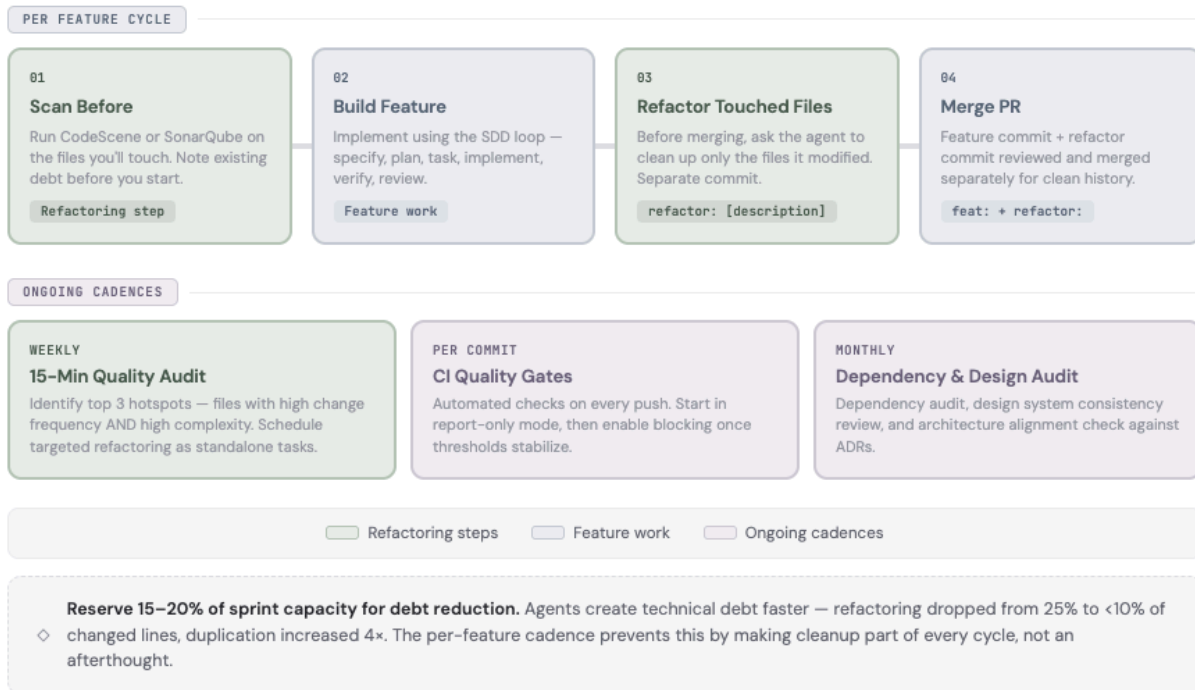 PER FEATURE CYCLE
01
Scan Before
Run CodeScene or SonarQube on
the files you'll touch. Note existing
debt before you start.
Refactoring step
02
Build Feature
Implement using the SDD loop —
specify, plan, task, implement,
verify, review.
Feature work
03
Refactor Touched Files
Before merging, ask the agent to
clean up only the files it modified.
Separate commit.
refactor: [description]
04
Merge PR
Feature commit + refactor
commit reviewed and merged
separately for clean history.
feat: + refactor:
ONGOING CADENCES
WEEKLY
15-Min Quality Audit
Identify top 3 hotspots — files with high change
frequency AND high complexity. Schedule
targeted refactoring as standalone tasks.
PER COMMIT
CI Quality Gates
Automated checks on every push. Start in
report-only mode, then enable blocking once
thresholds stabilize.
MONTHLY
Dependency & Design Audit
Dependency audit, design system consistency
review, and architecture alignment check against
ADRs.
Refactoring steps
Feature work
Ongoing cadences
Reserve 15–20% of sprint capacity for debt reduction. Agents create technical debt faster — refactoring dropped from 25% to <10% of
changed lines, duplication increased 4×. The per-feature cadence prevents this by making cleanup part of every cycle, not an
afterthought.